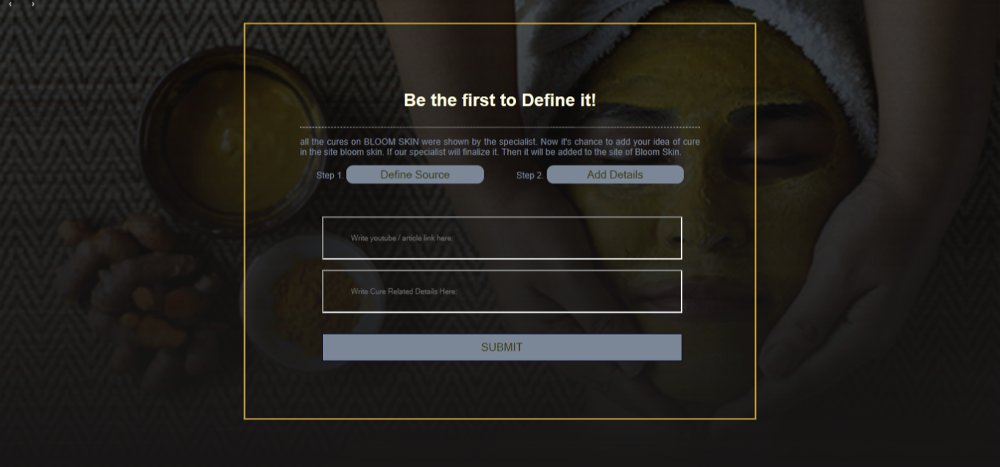 ‹ ›
Be the first to Define it!
all the cures on BLOOM SKIN were shown by the specialist. Now it's chance to add your idea of cure
in the site bloom skin. If our specialist will finalize it. Then it will be added to the site of Bloom Skin.
Step 1. Define Source Step 2. Add Details
Write youtube / article link here:
Write Cure Related Details Here:
SUBMIT